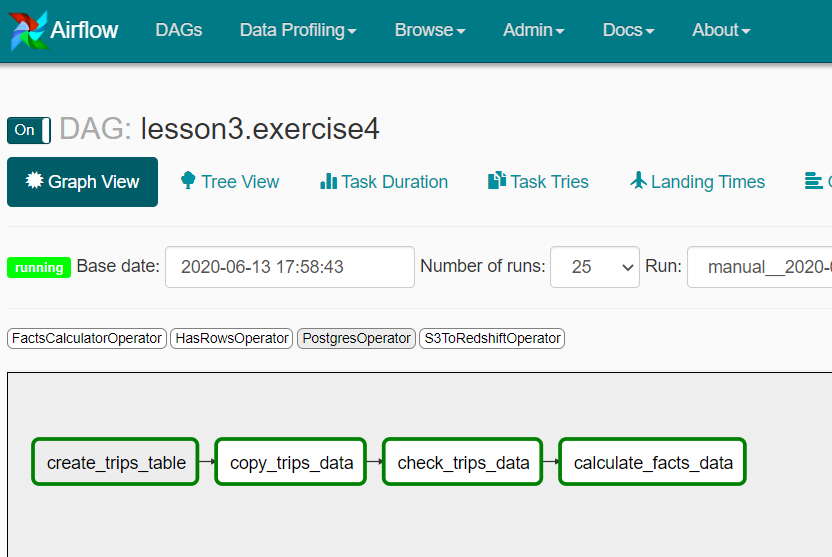 Airflow DAGs Data Profiling Browse Admin Docs About
On DAG: lesson3.exercise4
Graph View Tree View Task Duration Task Tries Landing Times
running Base date: 2020-06-13 17:58:43 Number of runs: 25 Run: manual__2020-
FactsCalculatorOperator HasRowsOperator PostgresOperator S3ToRedshiftOperator
create_trips_table copy_trips_data check_trips_data calculate_facts_data